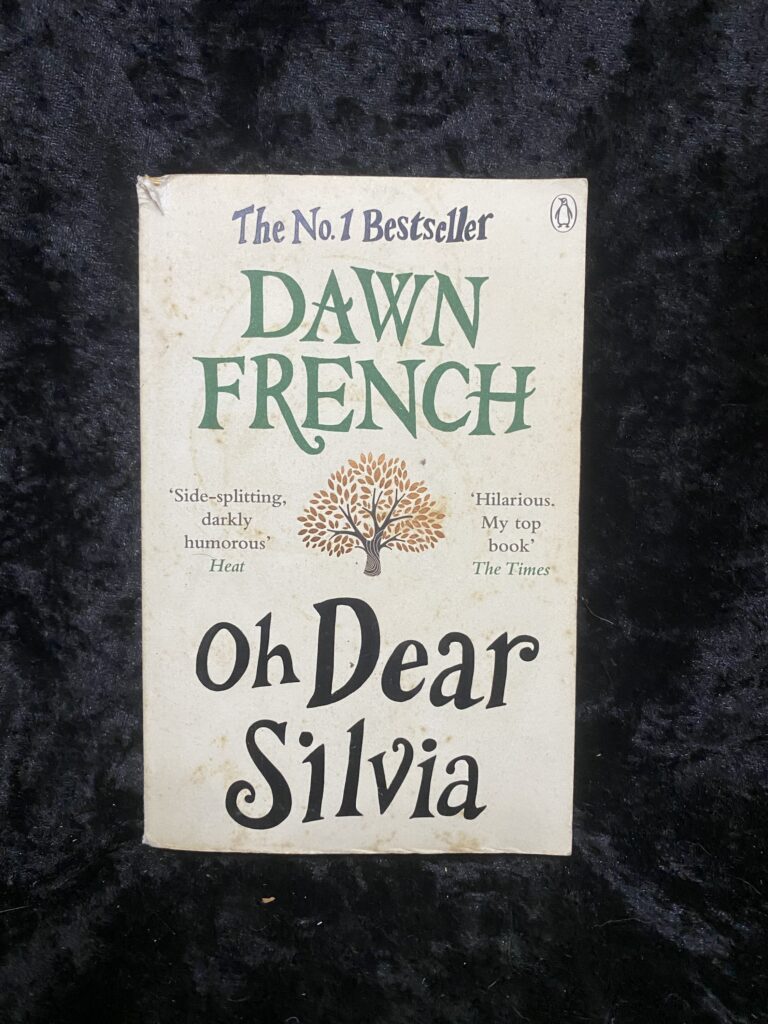 The No. 1 Bestseller
DAWN
FRENCH
‘Side-splitting,
darkly
humorous’
Heat
‘Hilarious.
My top
book’
The Times
Oh Dear
Silvia